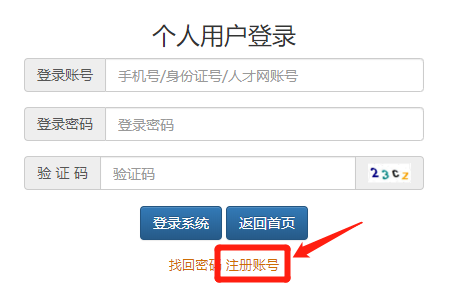 个人用户登录
登录账号 手机号/身份证号/人才网账号
登录密码 登录密码
验 证 码 验证码 23cz
登录系统 返回首页
找回密码 注册账号